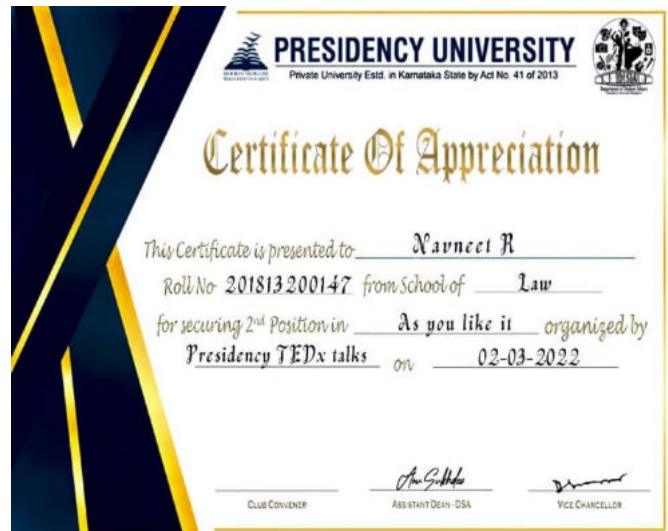 PRESIDENCY UNIVERSITY
Private University Estd. in Karnataka State by Act No. 41 of 2013
Certificate Of Appreciation
This Certificate is presented to Navneet R
Roll No 201813200147 from School of Law
for securing 2nd Position in As you like it organized by
Presidency TEDx talks on 02-03-2022
CLUB CONVENER ASSISTANT DEAN - DSA VICE CHANCELLOR